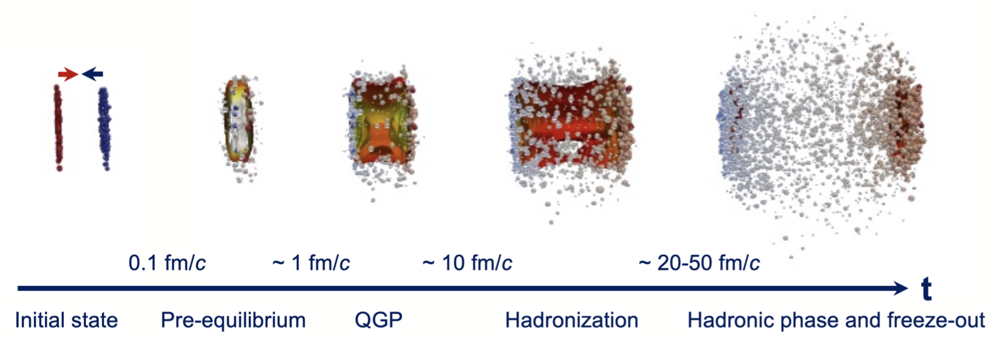 0.1 fm/c
~ 1 fm/c
~ 10 fm/c
~ 20-50 fm/c
t
Initial state
Pre-equilibrium
QGP
Hadronization
Hadronic phase and freeze-out